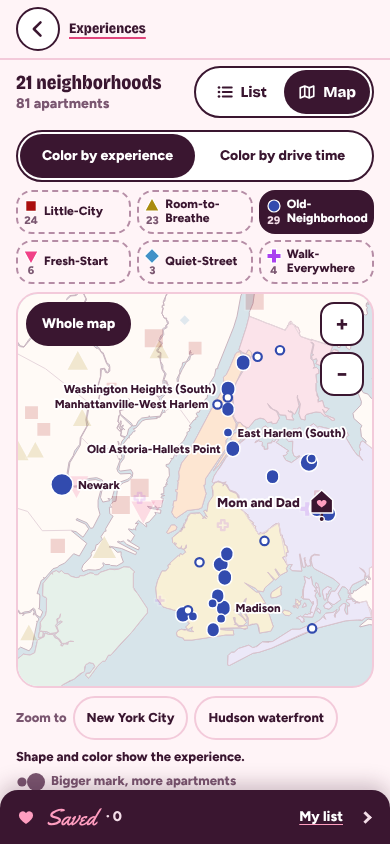 Experiences
21 neighborhoods
81 apartments
List
Map
Color by experience
Color by drive time
24 Little-City
23 Room-to-
Breathe
29 Old-
Neighborhood
6 Fresh-Start
3 Quiet-Street
4 Walk-
Everywhere
Whole map
+
−
Washington Heights (South)
Manhattanville-West Harlem
East Harlem (South)
Old Astoria-Hallets Point
Newark
Mom and Dad
Madison
Zoom to
New York City
Hudson waterfront
Shape and color show the experience.
Bigger mark, more apartments
Saved · 0
My list